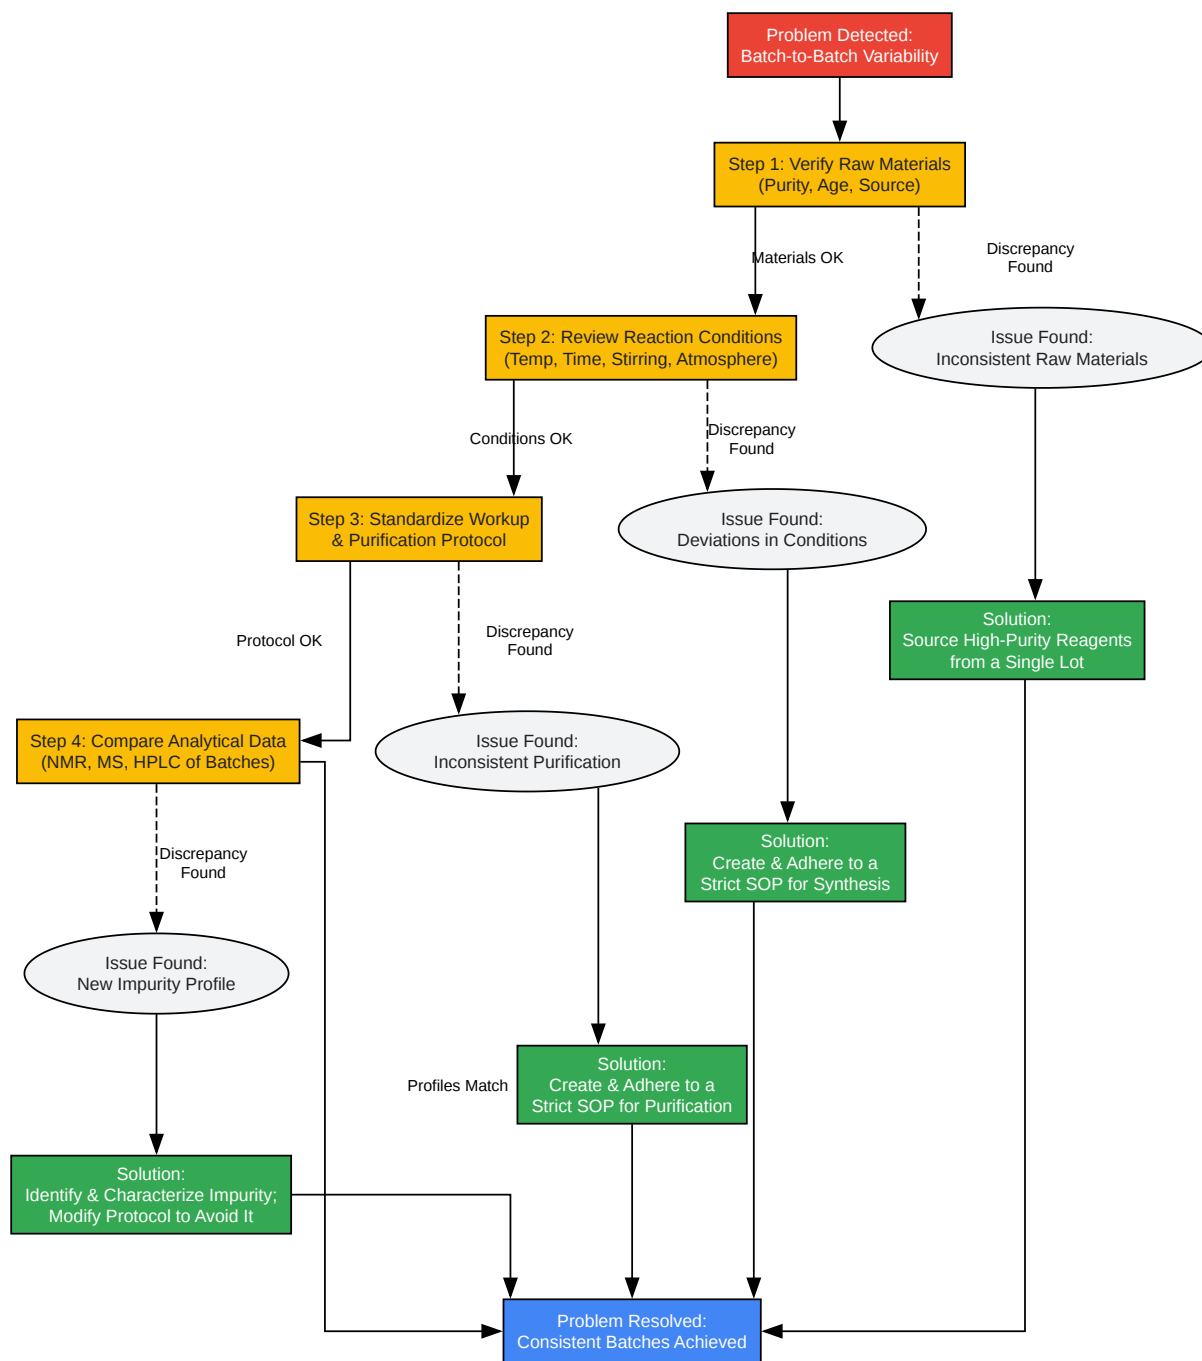 Problem Detected:
Batch-to-Batch Variability
Step 1: Verify Raw Materials
(Purity, Age, Source)
Materials OK
Discrepancy
Found
Step 2: Review Reaction Conditions
(Temp, Time, Stirring, Atmosphere)
Issue Found:
Inconsistent Raw Materials
Conditions OK
Discrepancy
Found
Step 3: Standardize Workup
& Purification Protocol
Issue Found:
Deviations in Conditions
Solution:
Source High-Purity Reagents
from a Single Lot
Protocol OK
Discrepancy
Found
Step 4: Compare Analytical Data
(NMR, MS, HPLC of Batches)
Issue Found:
Inconsistent Purification
Solution:
Create & Adhere to a
Strict SOP for Synthesis
Discrepancy
Found
Issue Found:
New Impurity Profile
Profiles Match
Solution:
Create & Adhere to a
Strict SOP for Purification
Solution:
Identify & Characterize Impurity;
Modify Protocol to Avoid It
Problem Resolved:
Consistent Batches Achieved